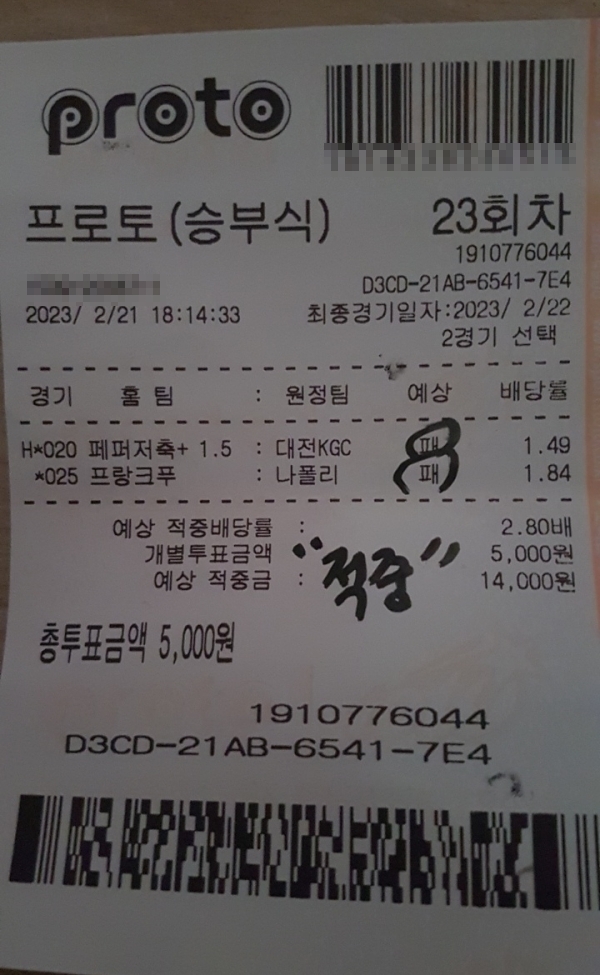 proto
프로토(승부식) 23회차
1910776044
D3CD-21AB-6541-7E4
2023/ 2/21 18:14:33 최종경기일자:2023/ 2/22
2경기 선택
경기 홈 팀 : 원정팀 예상 배당률
H*020 페퍼저축+ 1.5 : 대전KGC 패 1.49
*025 프랑크푸 : 나폴리 패 1.84
예상 적중배당률 : 2.80배
개별투표금액 : 5,000원
예상 적중금 : 14,000원
"적중"
총투표금액 5,000원
1910776044
D3CD-21AB-6541-7E4